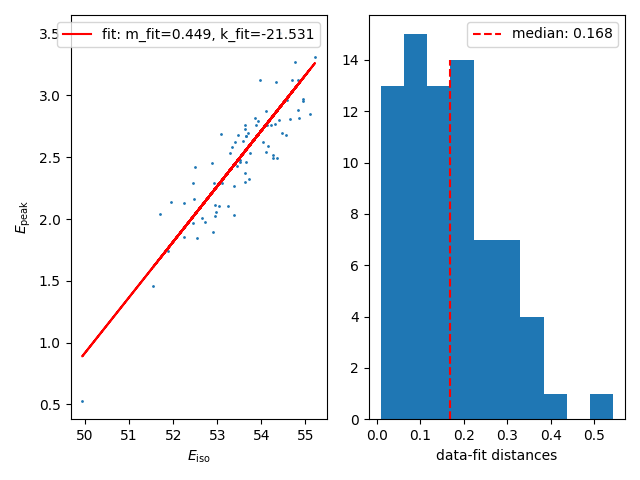 fit: m_fit=0.449, k_fit=-21.531
3.5
3.0
2.5
2.0
1.5
1.0
0.5
E_peak
50 51 52 53 54 55
E_iso
median: 0.168
14
12
10
8
6
4
2
0
0.0 0.1 0.2 0.3 0.4 0.5
data-fit distances